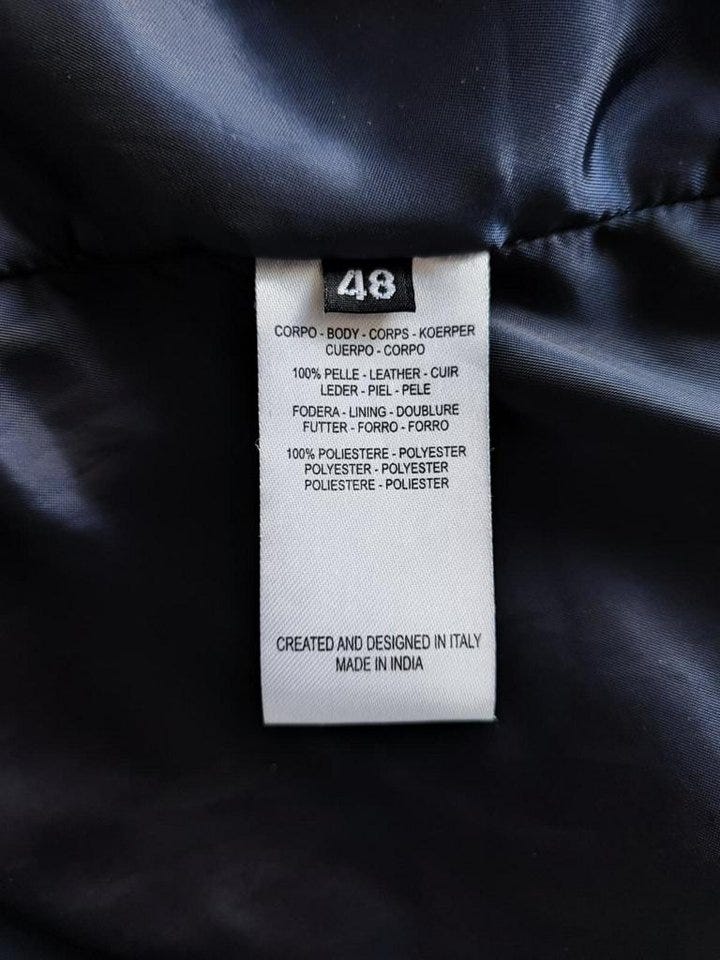 48
CORPO - BODY - CORPS - KOERPER
CUERPO - CORPO
100% PELLE - LEATHER - CUIR
LEDER - PIEL - PELE
FODERA - LINING - DOUBLURE
FUTTER - FORRO - FORRO
100% POLIESTERE - POLYESTER
POLYESTER - POLYESTER
POLIESTERE - POLIESTER
CREATED AND DESIGNED IN ITALY
MADE IN INDIA